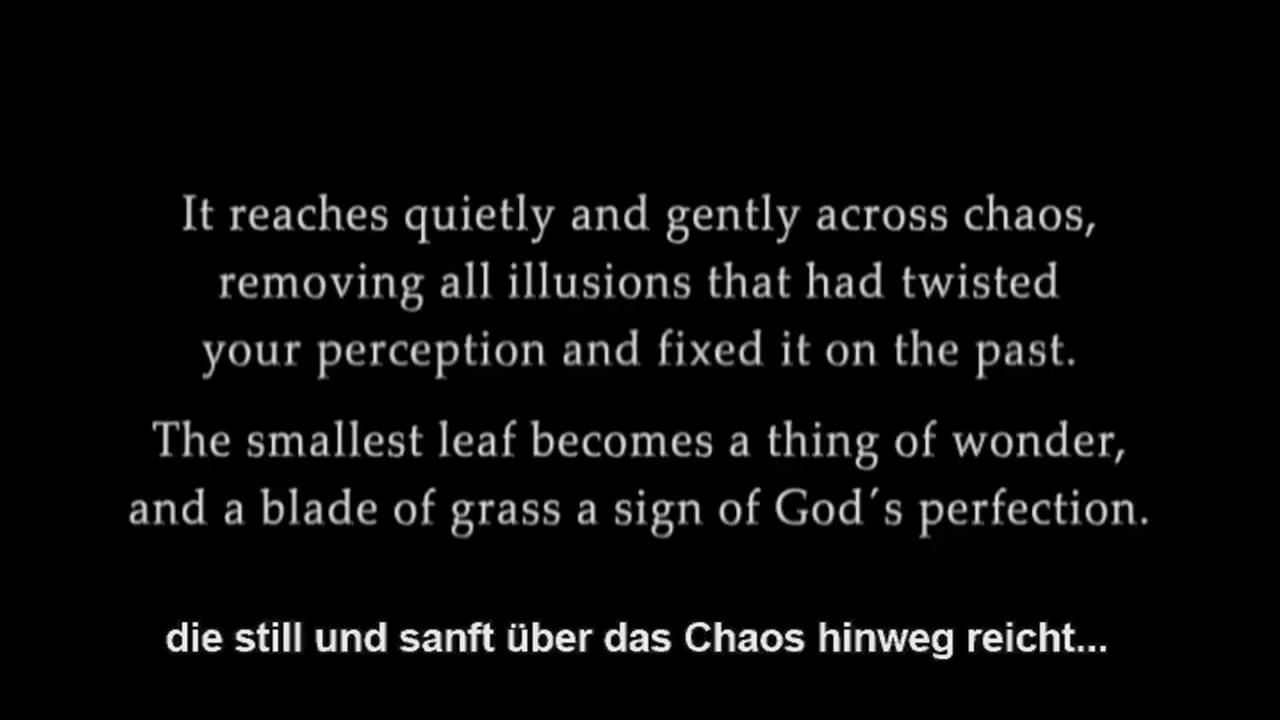 It reaches quietly and gently across chaos,
removing all illusions that had twisted
your perception and fixed it on the past.
The smallest leaf becomes a thing of wonder,
and a blade of grass a sign of God´s perfection.
die still und sanft über das Chaos hinweg reicht...